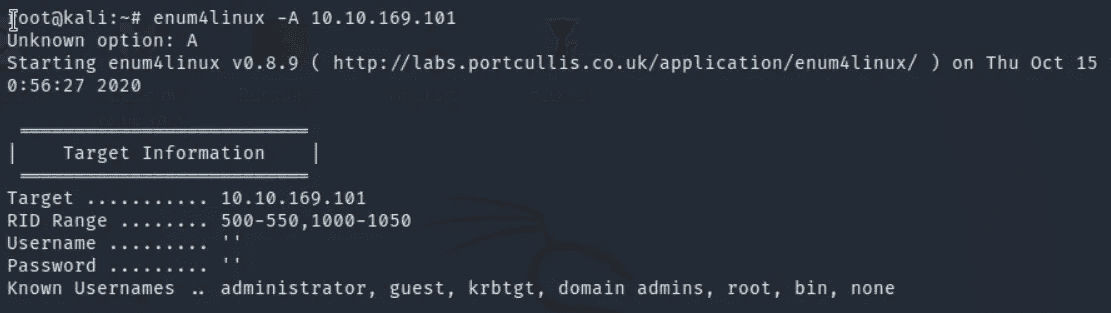 root@kali:~# enum4linux -A 10.10.169.101
Unknown option: A
Starting enum4linux v0.8.9 ( http://labs.portcullis.co.uk/application/enum4linux/ ) on Thu Oct 15
0:56:27 2020
|    Target Information    |
Target ........... 10.10.169.101
RID Range ........ 500-550,1000-1050
Username ......... ''
Password ......... ''
Known Usernames .. administrator, guest, krbtgt, domain admins, root, bin, none